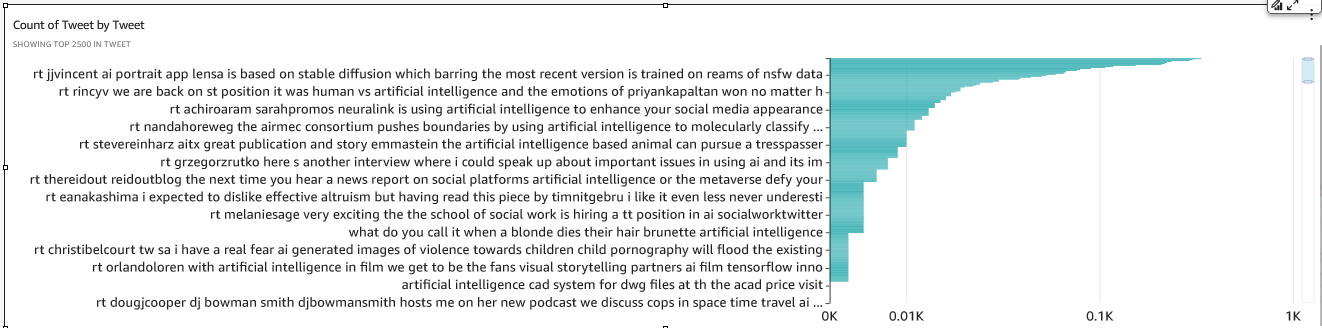 Count of Tweet by Tweet
SHOWING TOP 2500 IN TWEET
rt jjvincent ai portrait app lensa is based on stable diffusion which barring the most recent version is trained on reams of nsfw data
rt rincyv we are back on st position it was human vs artificial intelligence and the emotions of priyankapaltan won no matter h
rt achiroaram sarahpromos neuralink is using artificial intelligence to enhance your social media appearance
rt nandahoreweg the airmec consortium pushes boundaries by using artificial intelligence to molecularly classify ...
rt stevereinharz aitx great publication and story emmastein the artificial intelligence based animal can pursue a tresspasser
rt grzegorzrutko here s another interview where i could speak up about important issues in using ai and its im
rt thereidout reidoutblog the next time you hear a news report on social platforms artificial intelligence or the metaverse defy your
rt eanakashima i expected to dislike effective altruism but having read this piece by timnitgebru i like it even less never underesti
rt melaniesage very exciting the the school of social work is hiring a tt position in ai socialworktwitter
what do you call it when a blonde dies their hair brunette artificial intelligence
rt christibelcourt tw sa i have a real fear ai generated images of violence towards children child pornography will flood the existing
rt orlandoloren with artificial intelligence in film we get to be the fans visual storytelling partners ai film tensorflow inno
artificial intelligence cad system for dwg files at th the acad price visit
rt dougjcooper dj bowman smith djbowmansmith hosts me on her new podcast we discuss cops in space time travel ai ...
0K 0.01K 0.1K 1K